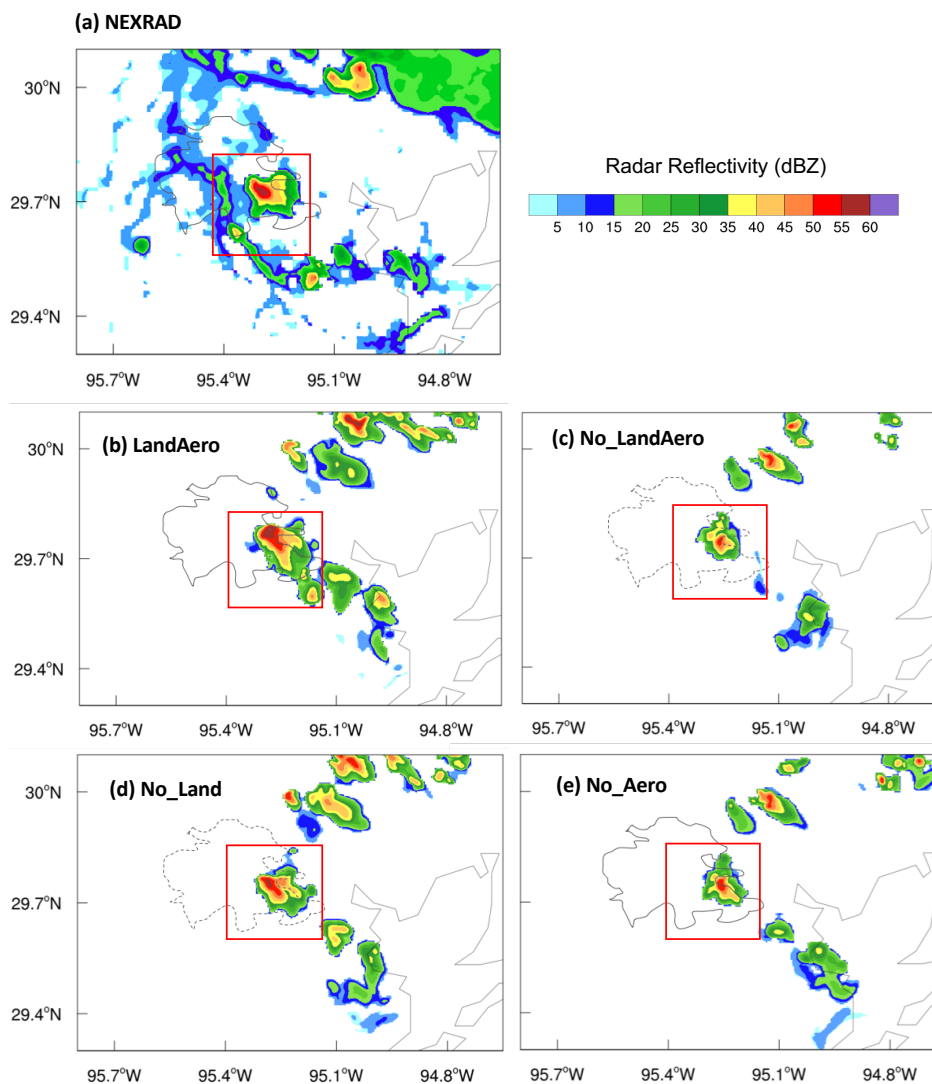 (a) NEXRAD
30°N
29.7°N
29.4°N
95.7°W 95.4°W 95.1°W 94.8°W
Radar Reflectivity (dBZ)
5 10 15 20 25 30 35 40 45 50 55 60
(b) LandAero
30°N
29.7°N
29.4°N
95.7°W 95.4°W 95.1°W 94.8°W
(c) No_LandAero
95.7°W 95.4°W 95.1°W 94.8°W
(d) No_Land
30°N
29.7°N
29.4°N
95.7°W 95.4°W 95.1°W 94.8°W
(e) No_Aero
95.7°W 95.4°W 95.1°W 94.8°W